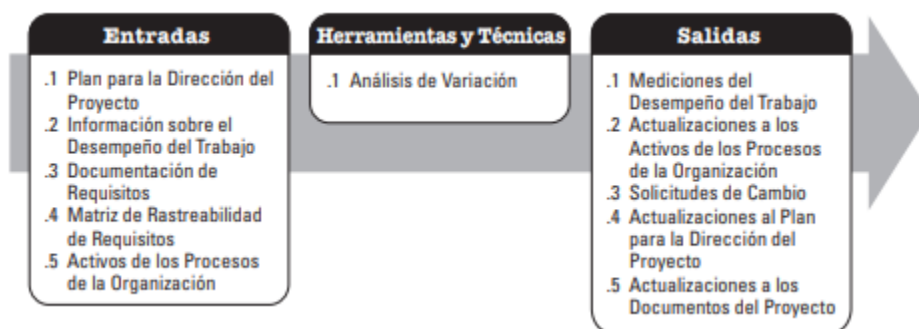 Entradas
.1 Plan para la Dirección del
Proyecto
.2 Información sobre el
Desempeño del Trabajo
.3 Documentación de
Requisitos
.4 Matriz de Rastreabilidad
de Requisitos
.5 Activos de los Procesos
de la Organización
Herramientas y Técnicas
.1 Análisis de Variación
Salidas
.1 Mediciones del
Desempeño del Trabajo
.2 Actualizaciones a los
Activos de los Procesos
de la Organización
.3 Solicitudes de Cambio
.4 Actualizaciones al Plan
para la Dirección del
Proyecto
.5 Actualizaciones a los
Documentos del Proyecto